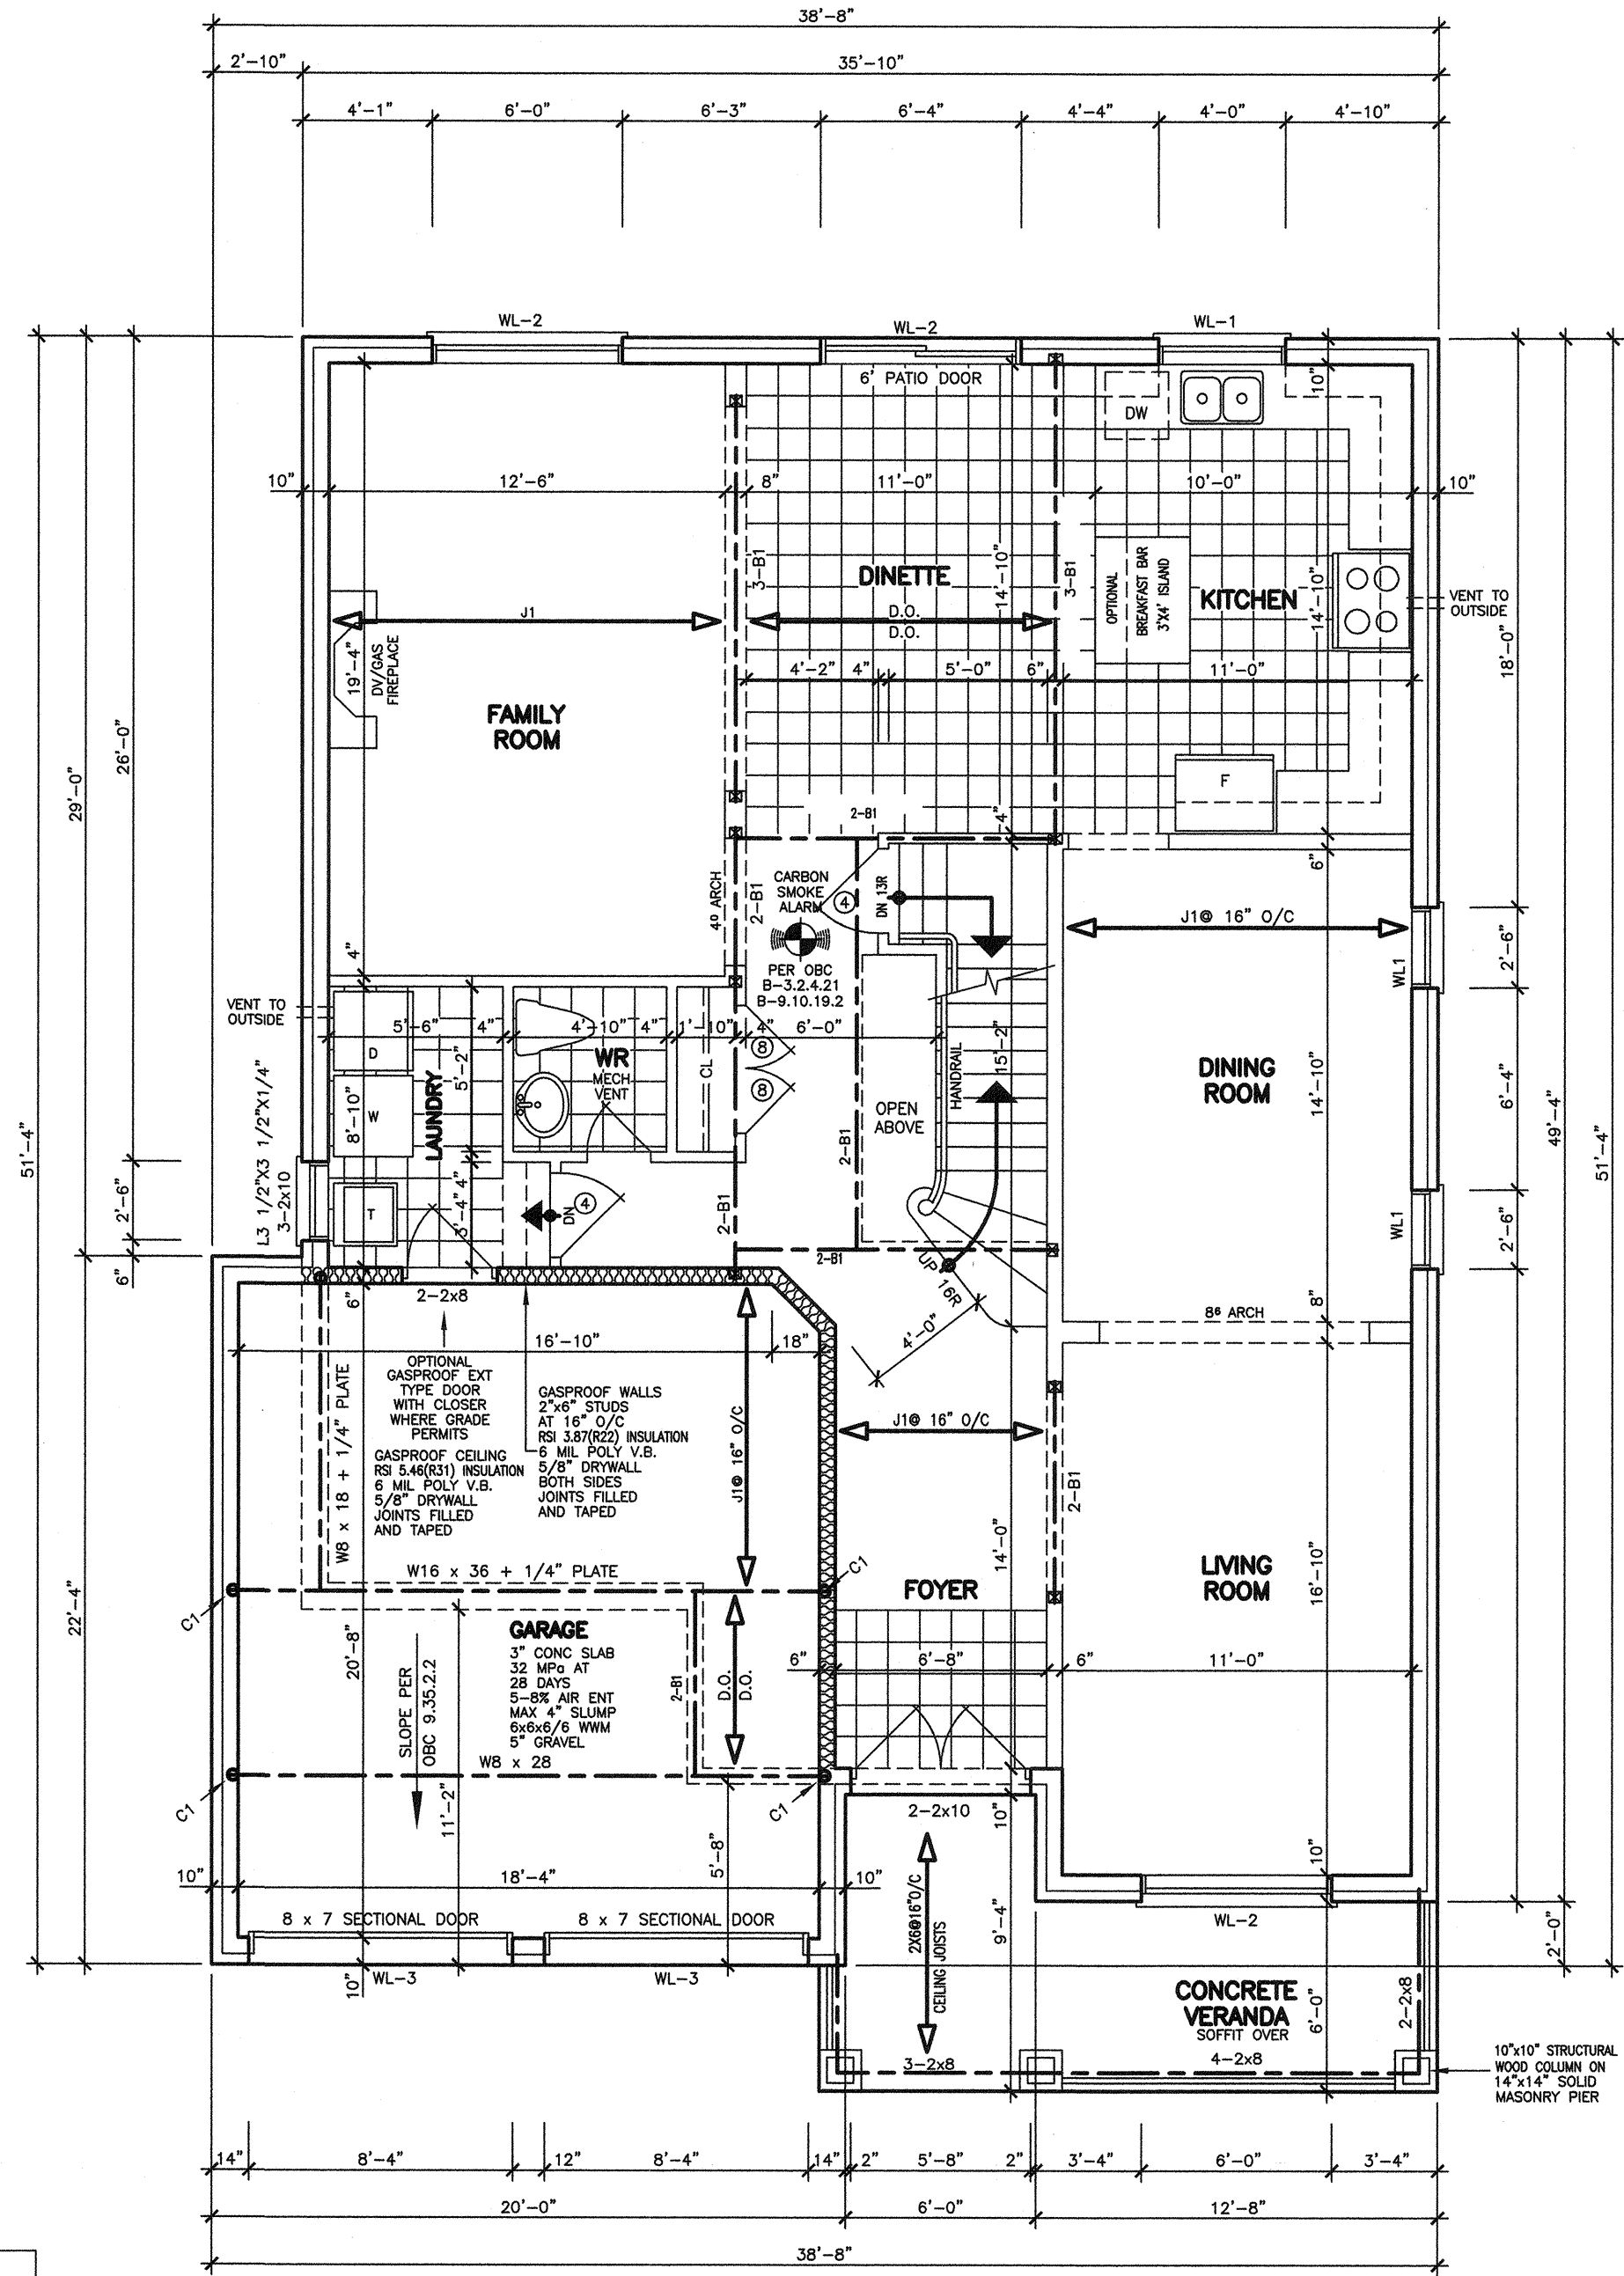 38'-8"
2'-10"
35'-10"
4'-1"
6'-0"
6'-3"
6'-4"
4'-4"
4'-0"
4'-10"
WL-2
WL-2
WL-1
6' PATIO DOOR
DW
10"
10"
12'-6"
8"
11'-0"
10'-0"
10"
3-B1
DINETTE
14'-10"
3-B1
OPTIONAL
BREAKFAST BAR
3'X4' ISLAND
KITCHEN
14'-10"
VENT TO
OUTSIDE
J1
D.O.
D.O.
19'-4"
DV/GAS
FIREPLACE
4'-2"
4"
5'-0"
6"
11'-0"
18'-0"
FAMILY
ROOM
26'-0"
29'-0"
F
2-B1
4"
6"
40 ARCH
2-B1
CARBON
SMOKE
ALARM
4
DN 13R
J1@ 16" O/C
PER OBC
B-3.2.4.21
B-9.10.19.2
4"
WL1
2'-6"
VENT TO
OUTSIDE
5'-6"
4"
4'-10"
4"
1'-10"
4"
6'-0"
D
5'-2"
WR
MECH
VENT
CL
8
8
HANDRAIL
15'-2"
DINING
ROOM
14'-10"
6'-4"
49'-4"
51'-4"
51'-4"
L3 1/2"X3 1/2"X1/4"
3-2x10
W
8'-10"
LAUNDRY
OPEN
ABOVE
2-B1
2'-6"
T
3'-4"
4"
DN
4
2-B1
2-B1
UP 16R
WL1
2'-6"
6"
6"
2-2x8
4'-0"
86 ARCH
8"
16'-10"
18"
OPTIONAL
GASPROOF EXT
TYPE DOOR
WITH CLOSER
WHERE GRADE
PERMITS
GASPROOF CEILING
RSI 5.46(R31) INSULATION
6 MIL POLY V.B.
5/8" DRYWALL
JOINTS FILLED
AND TAPED
GASPROOF WALLS
2"x6" STUDS
AT 16" O/C
RSI 3.87(R22) INSULATION
6 MIL POLY V.B.
5/8" DRYWALL
BOTH SIDES
JOINTS FILLED
AND TAPED
W8 x 18 + 1/4" PLATE
J1@ 16" O/C
J1@ 16" O/C
2-B1
14'-0"
W16 x 36 + 1/4" PLATE
C1
C1
FOYER
LIVING
ROOM
16'-10"
22'-4"
GARAGE
3" CONC SLAB
32 MPa AT
28 DAYS
5-8% AIR ENT
MAX 4" SLUMP
6x6x6/6 WWM
5" GRAVEL
20'-8"
SLOPE PER
OBC 9.35.2.2
2-B1
D.O.
D.O.
6"
6'-8"
6"
11'-0"
W8 x 28
C1
C1
11'-2"
5'-8"
2-2x10
10"
10"
10"
18'-4"
10"
2X6@16"O/C
CEILING JOISTS
9'-4"
8 x 7 SECTIONAL DOOR
8 x 7 SECTIONAL DOOR
WL-2
2'-0"
WL-3
WL-3
10"
CONCRETE
VERANDA
SOFFIT OVER
6'-0"
2-2x8
3-2x8
4-2x8
10"x10" STRUCTURAL
WOOD COLUMN ON
14"x14" SOLID
MASONRY PIER
14"
8'-4"
12"
8'-4"
14"
2"
5'-8"
2"
3'-4"
6'-0"
3'-4"
20'-0"
6'-0"
12'-8"
38'-8"